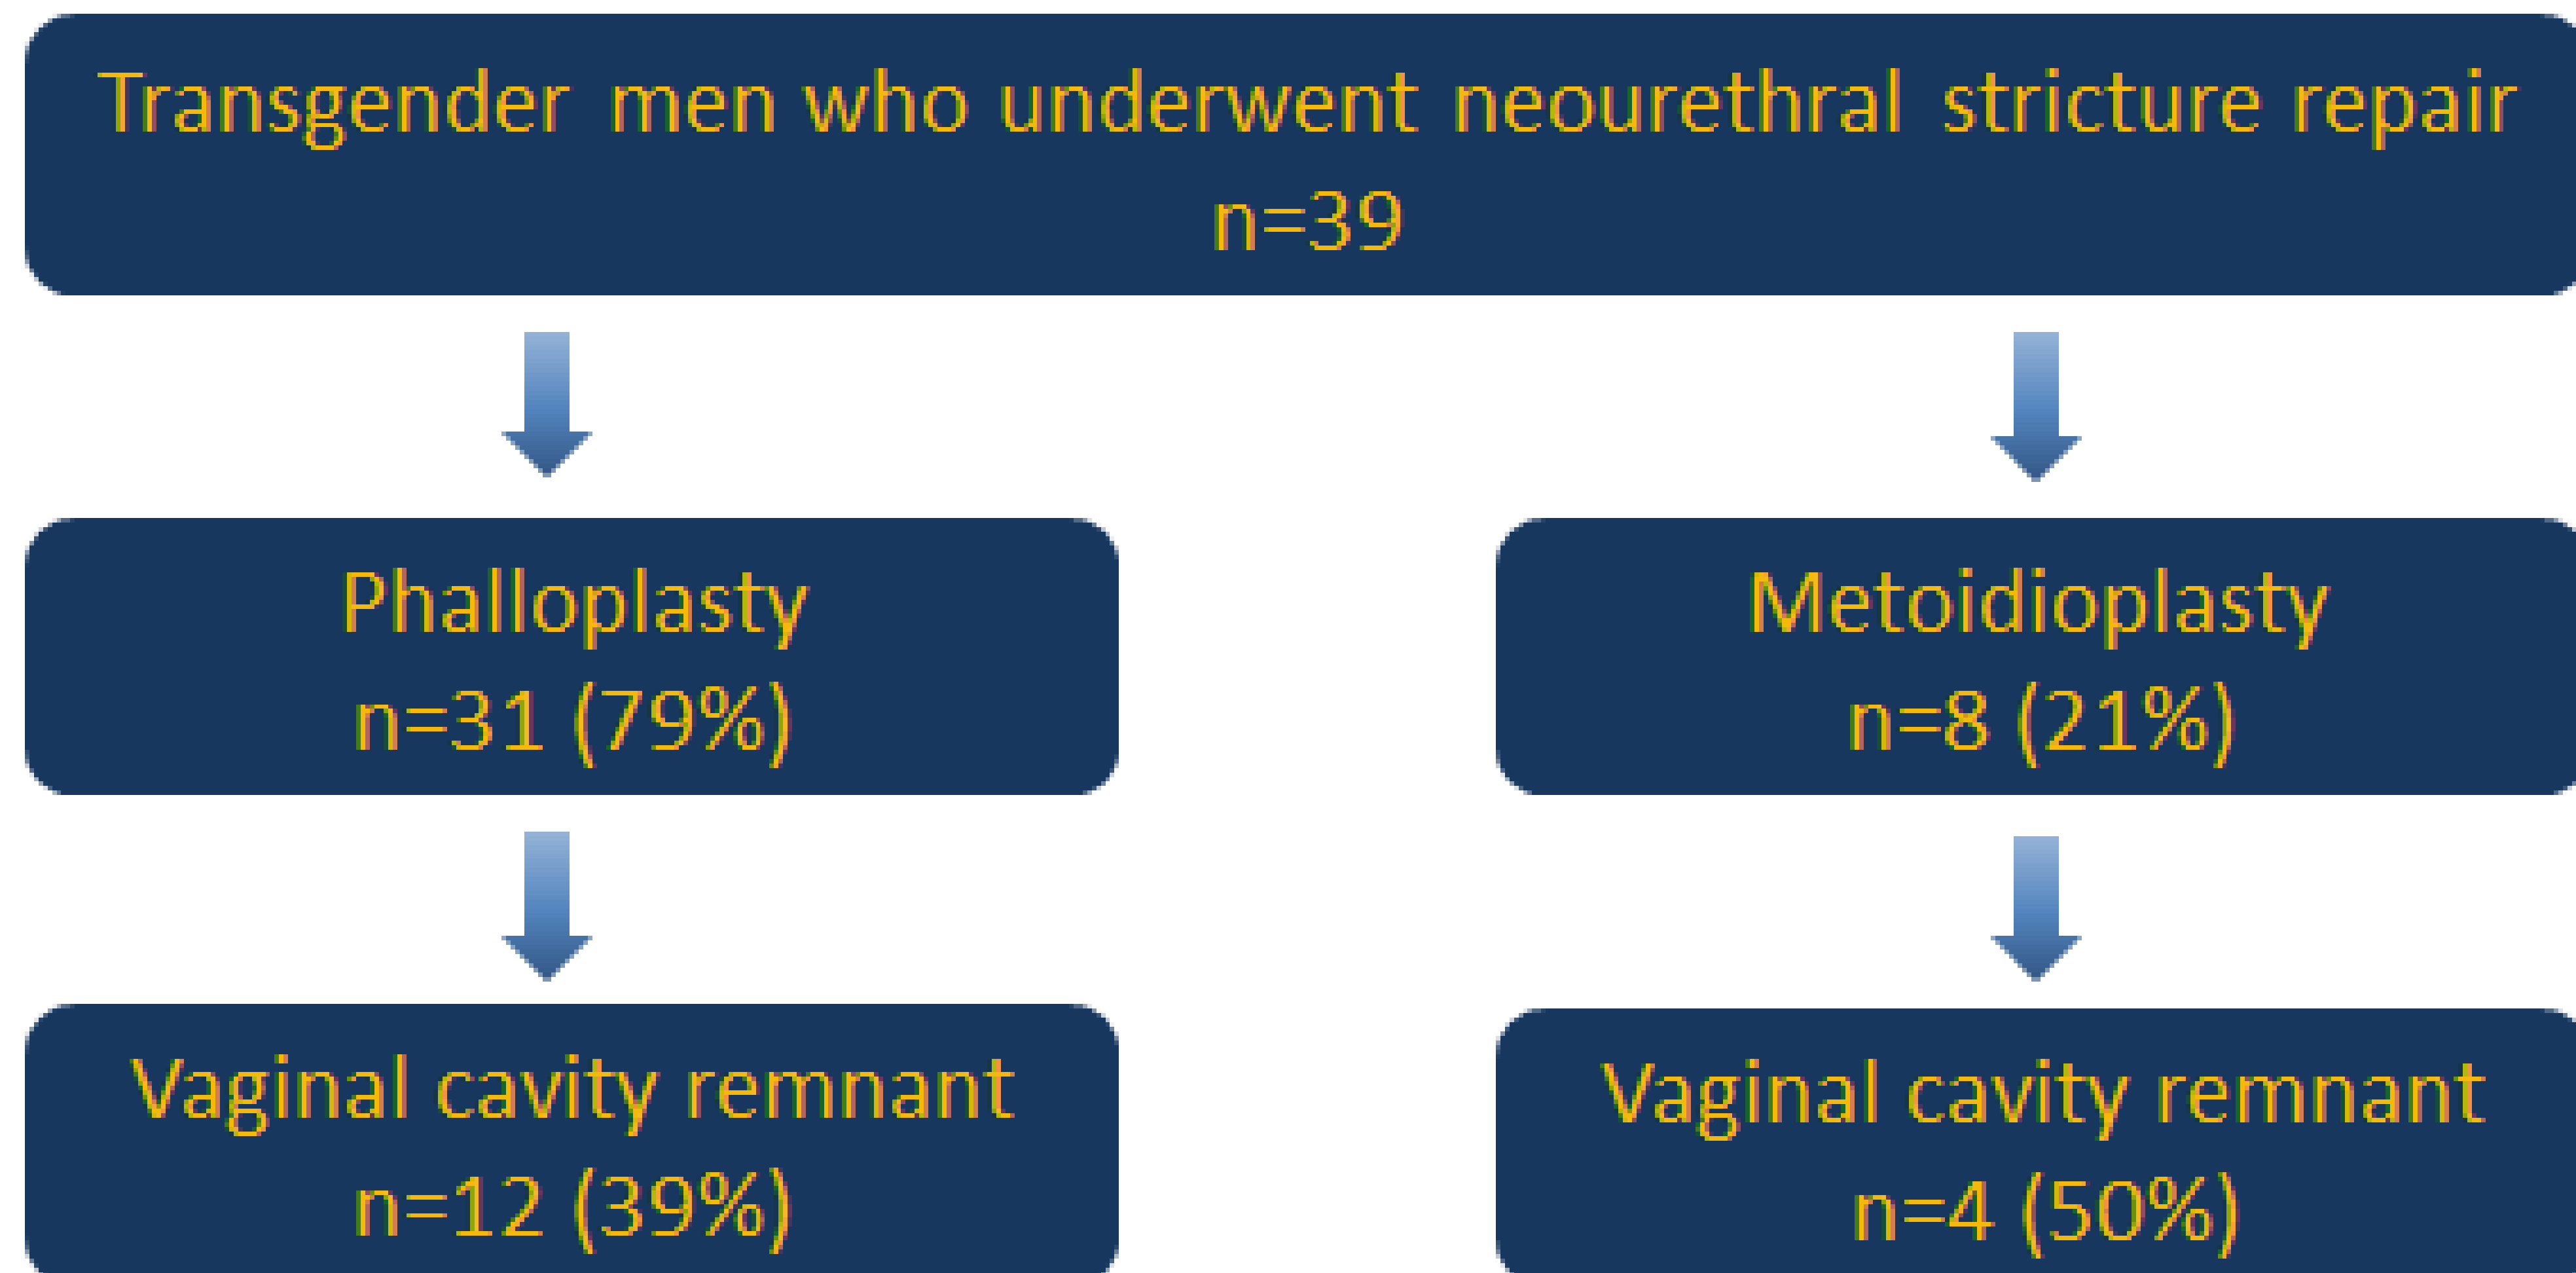 Transgender men who underwent neourethral stricture repair
n=39
Phalloplasty
n=31 (79%)
Metoidioplasty
n=8 (21%)
Vaginal cavity remnant
n=12 (39%)
Vaginal cavity remnant
n=4 (50%)